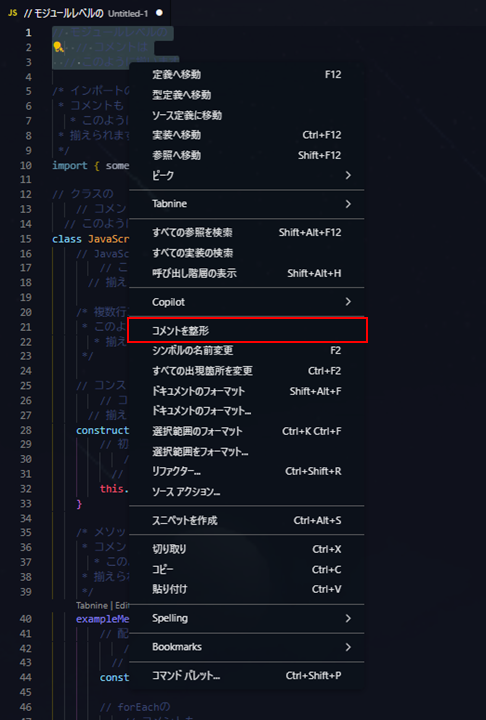 JS // モジュールレベルの Untitled-1 ●
1 // モジュールレベルの
2 // コメントは
3 //
4
5 /* インポートの
6 * コメントも
7 * このように
8 * 揃えられます
9 */
10 import { some
11
12 // クラスの
13 // コメン
14 // このように
15 class JavaScr
16 // JavaSc
17 // こ
18 // 揃え
19
20 /* 複数行
21 * このよ
22 * 揃え
23 */
24
25 // コンス
26 // コ
27 // 揃え
28 construct
29 // 初
30 //
31 //
32 this.
33 }
34
35 /* メソッ
36 * コメン
37 * この
38 * 揃えら
39 */
Tabnine | Edi
40 exampleMe
41 // 配
42 //
43 //
44 const
45
46 // forEachの
定義へ移動 F12
型定義へ移動
ソース定義に移動
実装へ移動 Ctrl+F12
参照へ移動 Shift+F12
ピーク >
Tabnine >
すべての参照を検索 Shift+Alt+F12
すべての実装の検索
呼び出し階層の表示 Shift+Alt+H
Copilot >
コメントを整形
シンボルの名前変更 F2
すべての出現箇所を変更 Ctrl+F2
ドキュメントのフォーマット Shift+Alt+F
ドキュメントのフォーマット...
選択範囲のフォーマット Ctrl+K Ctrl+F
選択範囲をフォーマット...
リファクター... Ctrl+Shift+R
ソース アクション...
スニペットを作成 Ctrl+Alt+S
切り取り Ctrl+X
コピー Ctrl+C
貼り付け Ctrl+V
Spelling >
Bookmarks >
コマンド パレット... Ctrl+Shift+P